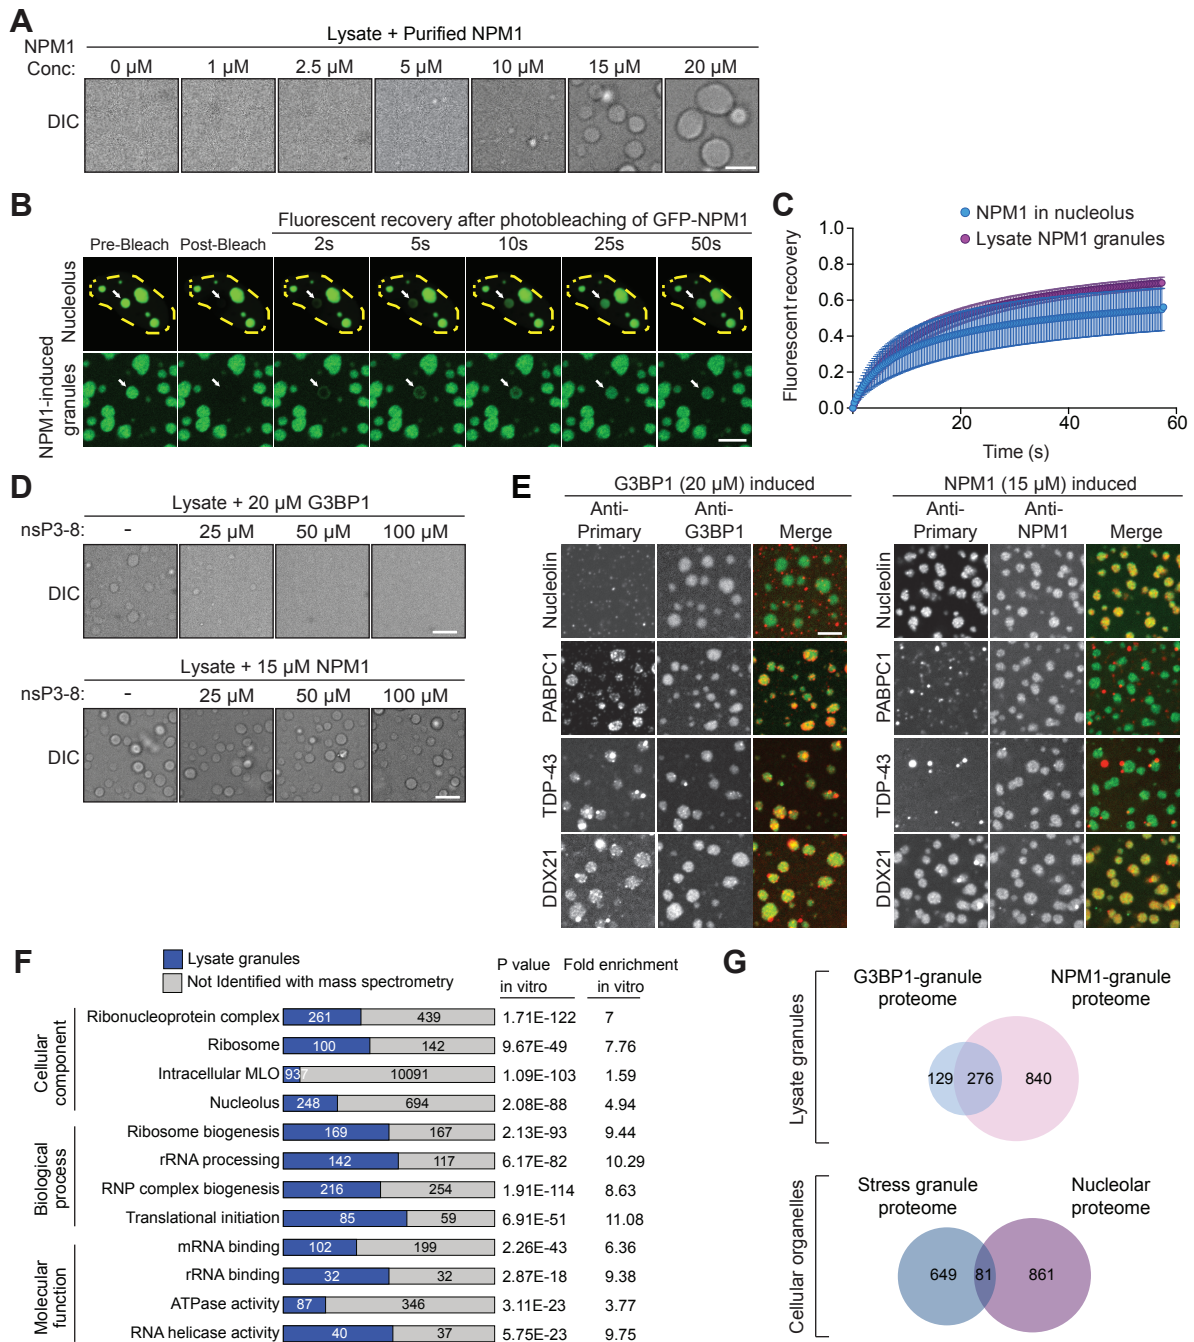 A
Lysate + Purified NPM1
NPM1
Conc:
0 µM 1 µM 2.5 µM 5 µM 10 µM 15 µM 20 µM
DIC
B
Fluorescent recovery after photobleaching of GFP-NPM1
Pre-Bleach Post-Bleach 2s 5s 10s 25s 50s
Nucleolus
NPM1-induced
granules
C
NPM1 in nucleolus
Lysate NPM1 granules
Fluorescent recovery
1.0
0.8
0.6
0.4
0.2
0.0
20 40 60
Time (s)
D
Lysate + 20 µM G3BP1
nsP3-8: - 25 µM 50 µM 100 µM
DIC
Lysate + 15 µM NPM1
nsP3-8: - 25 µM 50 µM 100 µM
DIC
E
G3BP1 (20 µM) induced
Anti-
Primary
Anti-
G3BP1
Merge
Nucleolin
PABPC1
TDP-43
DDX21
NPM1 (15 µM) induced
Anti-
Primary
Anti-
NPM1
Merge
Nucleolin
PABPC1
TDP-43
DDX21
F
Lysate granules
Not Identified with mass spectrometry
P value
in vitro
Fold enrichment
in vitro
Cellular
component
Ribonucleoprotein complex 261 439 1.71E-122 7
Ribosome 100 142 9.67E-49 7.76
Intracellular MLO 937 10091 1.09E-103 1.59
Nucleolus 248 694 2.08E-88 4.94
Biological
process
Ribosome biogenesis 169 167 2.13E-93 9.44
rRNA processing 142 117 6.17E-82 10.29
RNP complex biogenesis 216 254 1.91E-114 8.63
Translational initiation 85 59 6.91E-51 11.08
Molecular
function
mRNA binding 102 199 2.26E-43 6.36
rRNA binding 32 32 2.87E-18 9.38
ATPase activity 87 346 3.11E-23 3.77
RNA helicase activity 40 37 5.75E-23 9.75
G
Lysate granules
G3BP1-granule
proteome
NPM1-granule
proteome
129 276 840
Cellular organelles
Stress granule
proteome
Nucleolar
proteome
649 81 861